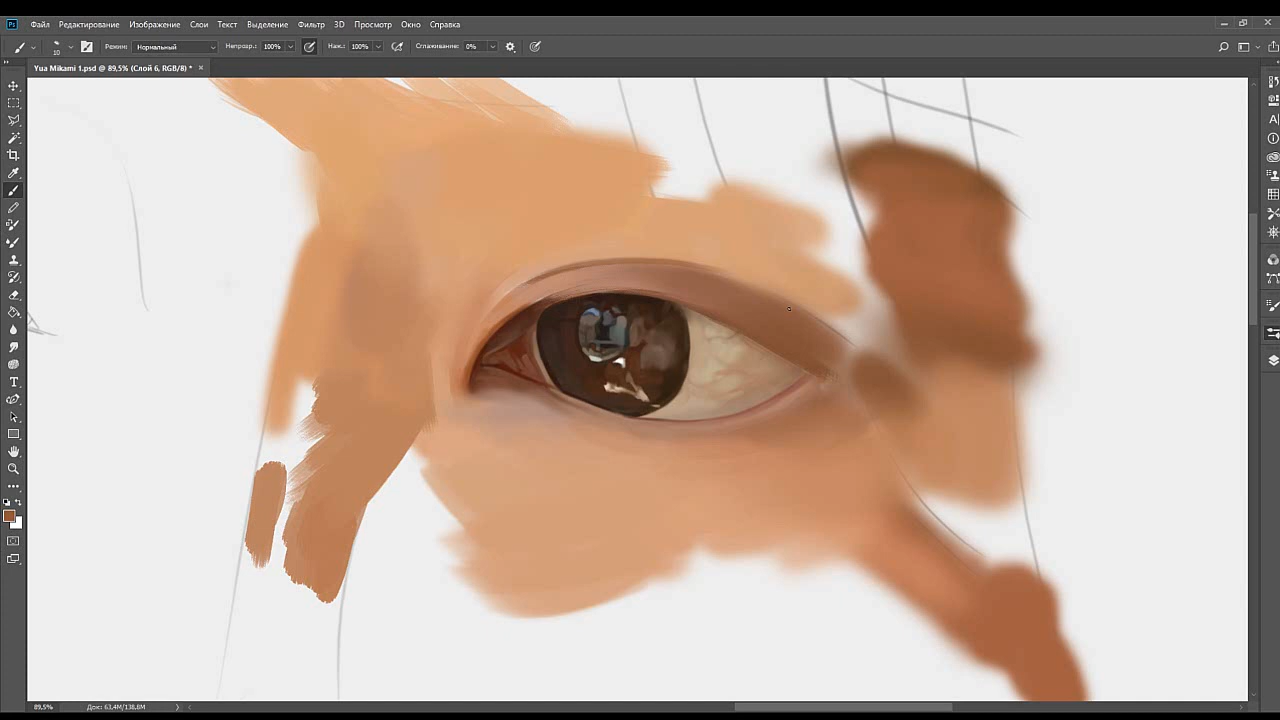 Ps Файл Редактирование Изображение Слои Текст Выделение Фильтр 3D Просмотр Окно Справка
10 Режим: Нормальный Непрозр.: 100% Наж.: 100% Сглаживание: 0%
Yua Mikami 1.psd @ 89,5% (Слой 6, RGB/8) *
89,5% Док: 63,4M/138,8M